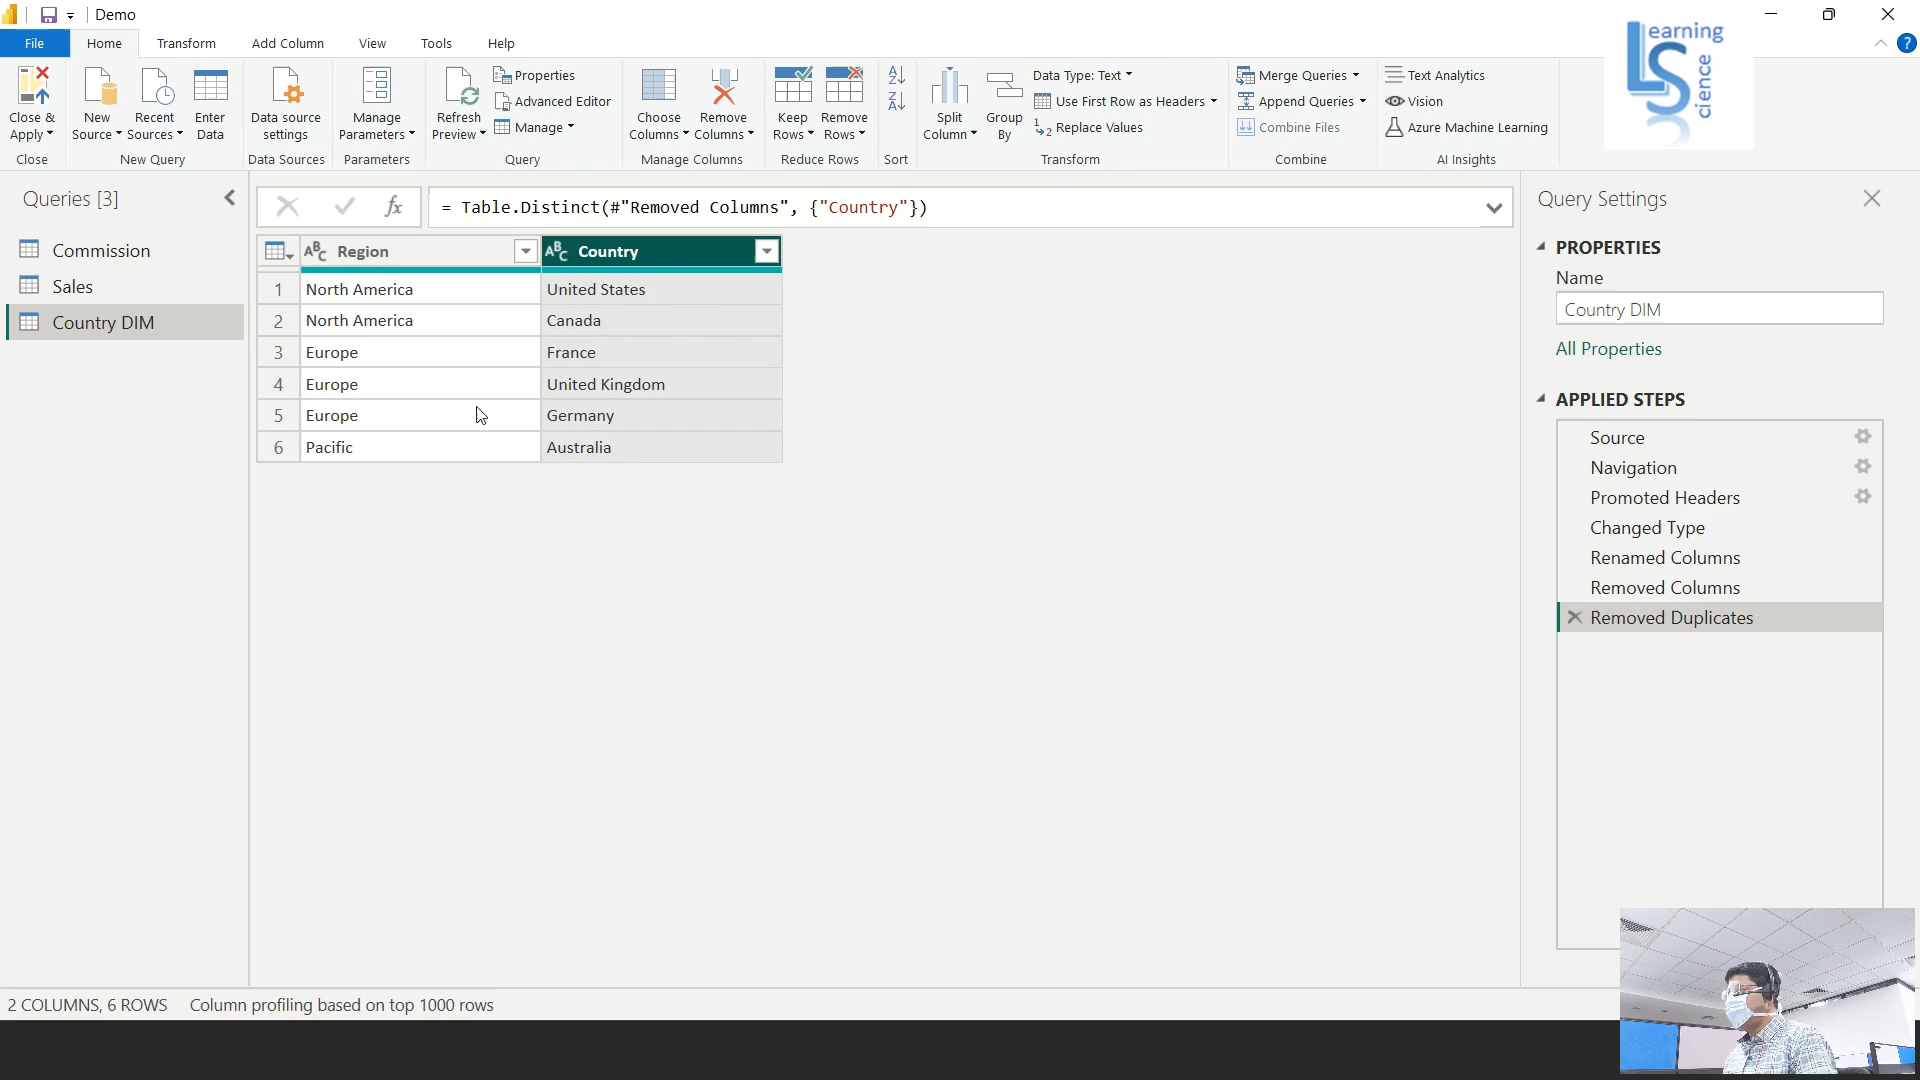 Demo
File Home Transform Add Column View Tools Help
Close & Apply
New Source
Recent Sources
Enter Data
Data source settings
Manage Parameters
Refresh Preview
Properties
Advanced Editor
Manage
Choose Columns
Remove Columns
Keep Rows
Remove Rows
Split Column
Group By
Data Type: Text
Use First Row as Headers
Replace Values
Merge Queries
Append Queries
Combine Files
Text Analytics
Vision
Azure Machine Learning
Close New Query Data Sources Parameters Query Manage Columns Reduce Rows Sort Transform Combine AI Insights
Learning
Science
Queries [3]
Commission
Sales
Country DIM
fx = Table.Distinct(#"Removed Columns", {"Country"})
ABC Region ABC Country
1 North America United States
2 North America Canada
3 Europe France
4 Europe United Kingdom
5 Europe Germany
6 Pacific Australia
Query Settings
PROPERTIES
Name
Country DIM
All Properties
APPLIED STEPS
Source
Navigation
Promoted Headers
Changed Type
Renamed Columns
Removed Columns
Removed Duplicates
2 COLUMNS, 6 ROWS Column profiling based on top 1000 rows